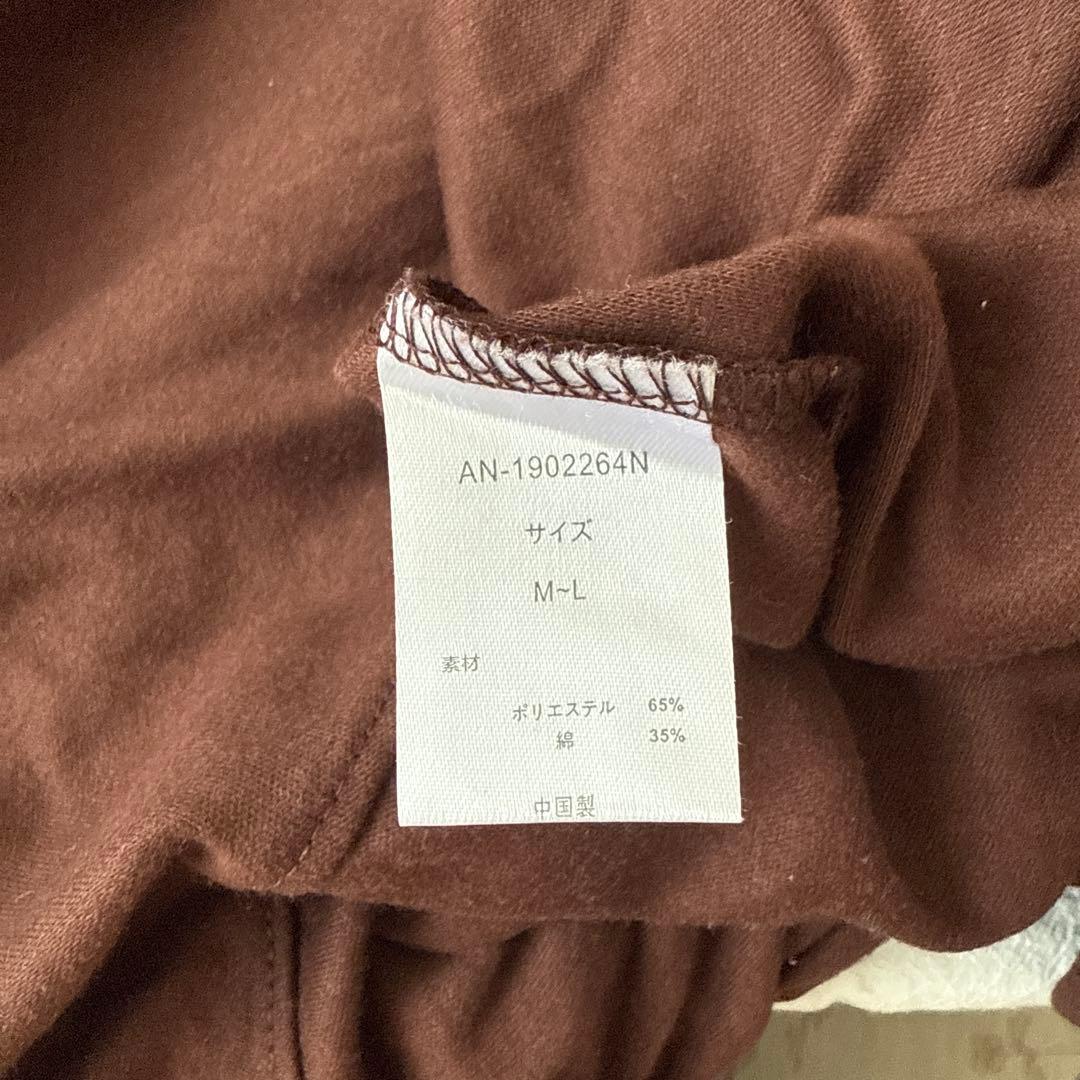 AN-1902264N
サイズ
M~L
素材
ポリエステル 65%
綿 35%
中国製